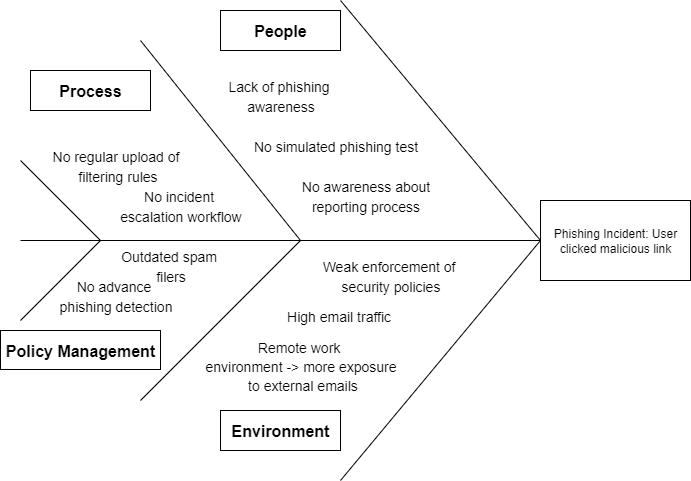 People
Process
Lack of phishing
awareness
No simulated phishing test
No regular upload of
filtering rules
No awareness about
reporting process
No incident
escalation workflow
Phishing Incident: User
clicked malicious link
Outdated spam
filers
No advance
phishing detection
Weak enforcement of
security policies
High email traffic
Policy Management
Remote work
environment -> more exposure
to external emails
Environment